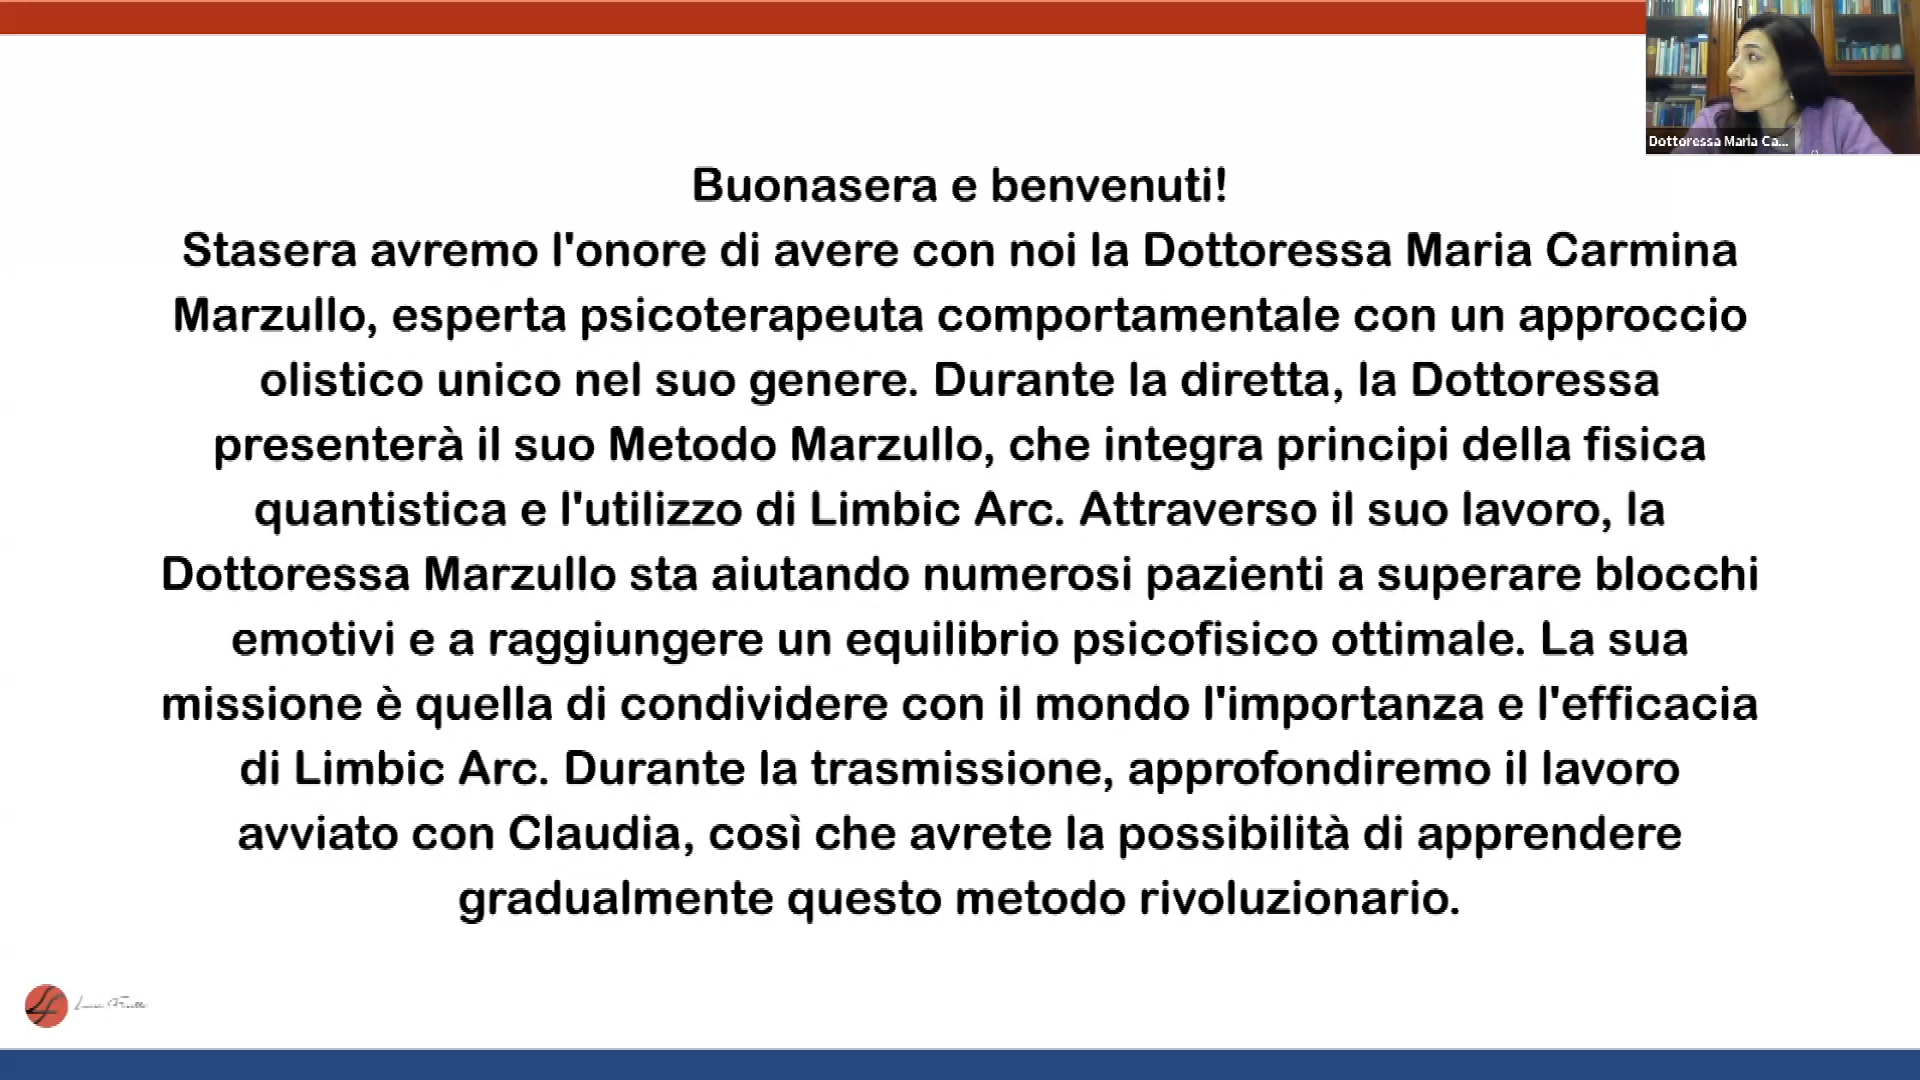 Dottoressa Maria Ca...
Buonasera e benvenuti!
Stasera avremo l'onore di avere con noi la Dottoressa Maria Carmina
Marzullo, esperta psicoterapeuta comportamentale con un approccio
olistico unico nel suo genere. Durante la diretta, la Dottoressa
presenterà il suo Metodo Marzullo, che integra principi della fisica
quantistica e l'utilizzo di Limbic Arc. Attraverso il suo lavoro, la
Dottoressa Marzullo sta aiutando numerosi pazienti a superare blocchi
emotivi e a raggiungere un equilibrio psicofisico ottimale. La sua
missione è quella di condividere con il mondo l'importanza e l'efficacia
di Limbic Arc. Durante la trasmissione, approfondiremo il lavoro
avviato con Claudia, così che avrete la possibilità di apprendere
gradualmente questo metodo rivoluzionario.